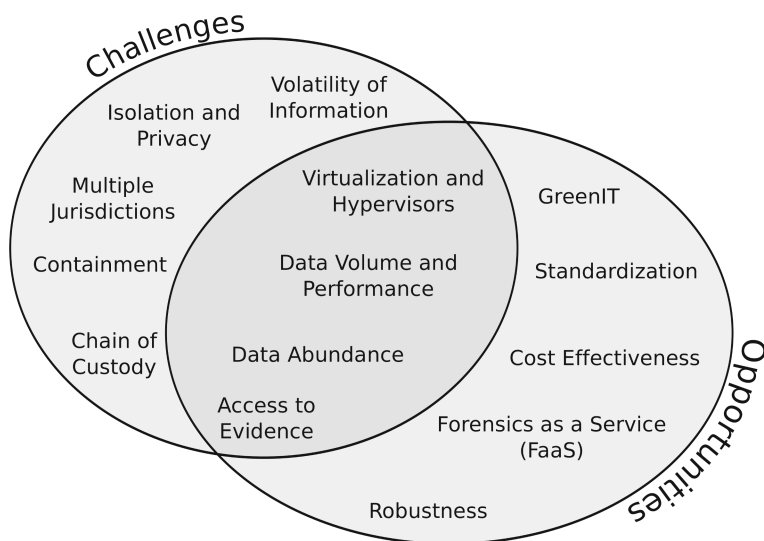 Challenges
Volatility of
Information
Isolation and
Privacy
Multiple
Jurisdictions
Containment
Chain of
Custody
Virtualization and
Hypervisors
Data Volume and
Performance
Data Abundance
Access to
Evidence
GreenIT
Standardization
Cost Effectiveness
Forensics as a Service
(FaaS)
Robustness
Opportunities